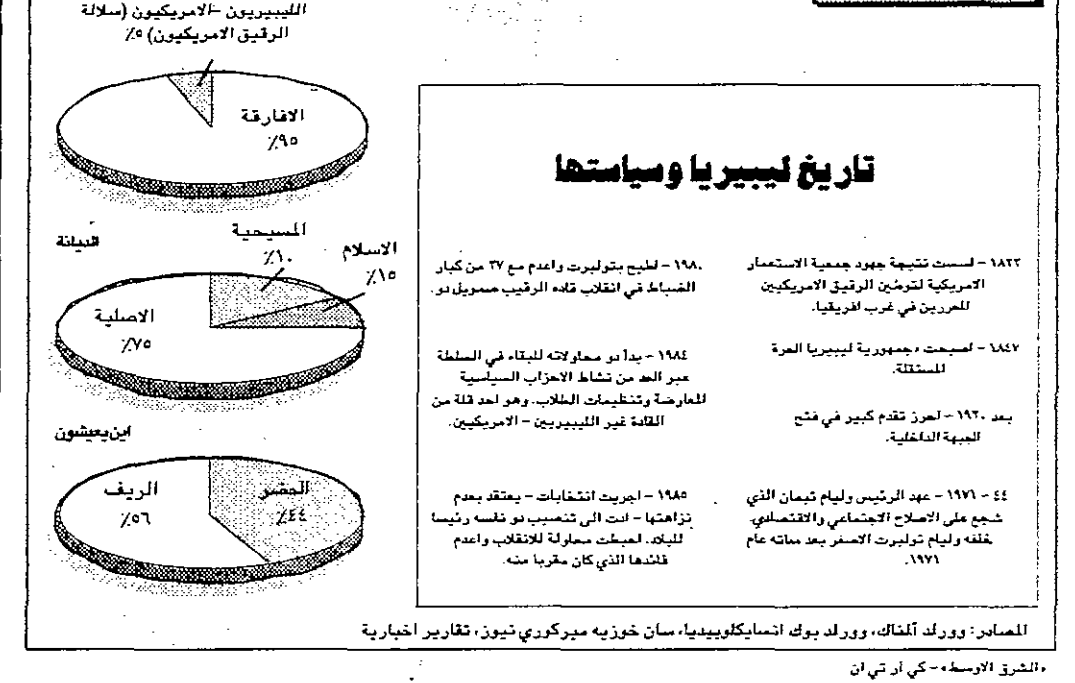 الليبيريون -الامريكيون (سلالة
الرقيق الامريكيون) ٥٪
الافارقة
٩٥٪
الديانة
المسيحية
١٠٪
الاسلام
١٥٪
الاصلية
٧٥٪
اين يعيشون
الريف
٥٦٪
الحضر
٤٤٪
تاريخ ليبيريا وسياستها
١٨٢٢ - اسست نتيجة جهود جمعية الاستعمار
الامريكية لتوطين الرقيق الامريكيين
المحررين في غرب افريقيا.
١٨٤٧ - اصبحت «جمهورية ليبيريا الحرة
المستقلة.
بعد ١٩٢٠ - احرز تقدم كبير في فتح
الجبهة الداخلية.
٤٤ - ١٩٧١ - عهد الرئيس وليام تبمان الذي
شجع على الاصلاح الاجتماعي والاقتصادي.
خلفه وليام تولبرت الاصغر بعد مماته عام
١٩٧١.
١٩٨٠ - اطيح بتولبرت واعدم مع ٢٧ من كبار
الضباط في انقلاب قاده الرقيب صمويل دو.
١٩٨٤ - بدأ دو محاولاته للبقاء في السلطة
عبر الحد من نشاط الاحزاب السياسية
المعارضة وتنظيمات الطلاب. وهو احد قلة من
القادة غير الليبيريين - الامريكيين.
١٩٨٥ - اجريت انتخابات - يعتقد بعدم
نزاهتها - ادت الى تنصيب دو نفسه رئيسا
للبلاد. احبطت محاولة للانقلاب واعدم
قائدها الذي كان مقربا منه.
المصادر: وورلد ألمناك، وورلد بوك انسايكلوبيديا، سان خوزيه ميركوري نيوز، تقارير اخبارية
«الشرق الاوسط» - كي ار تي ان